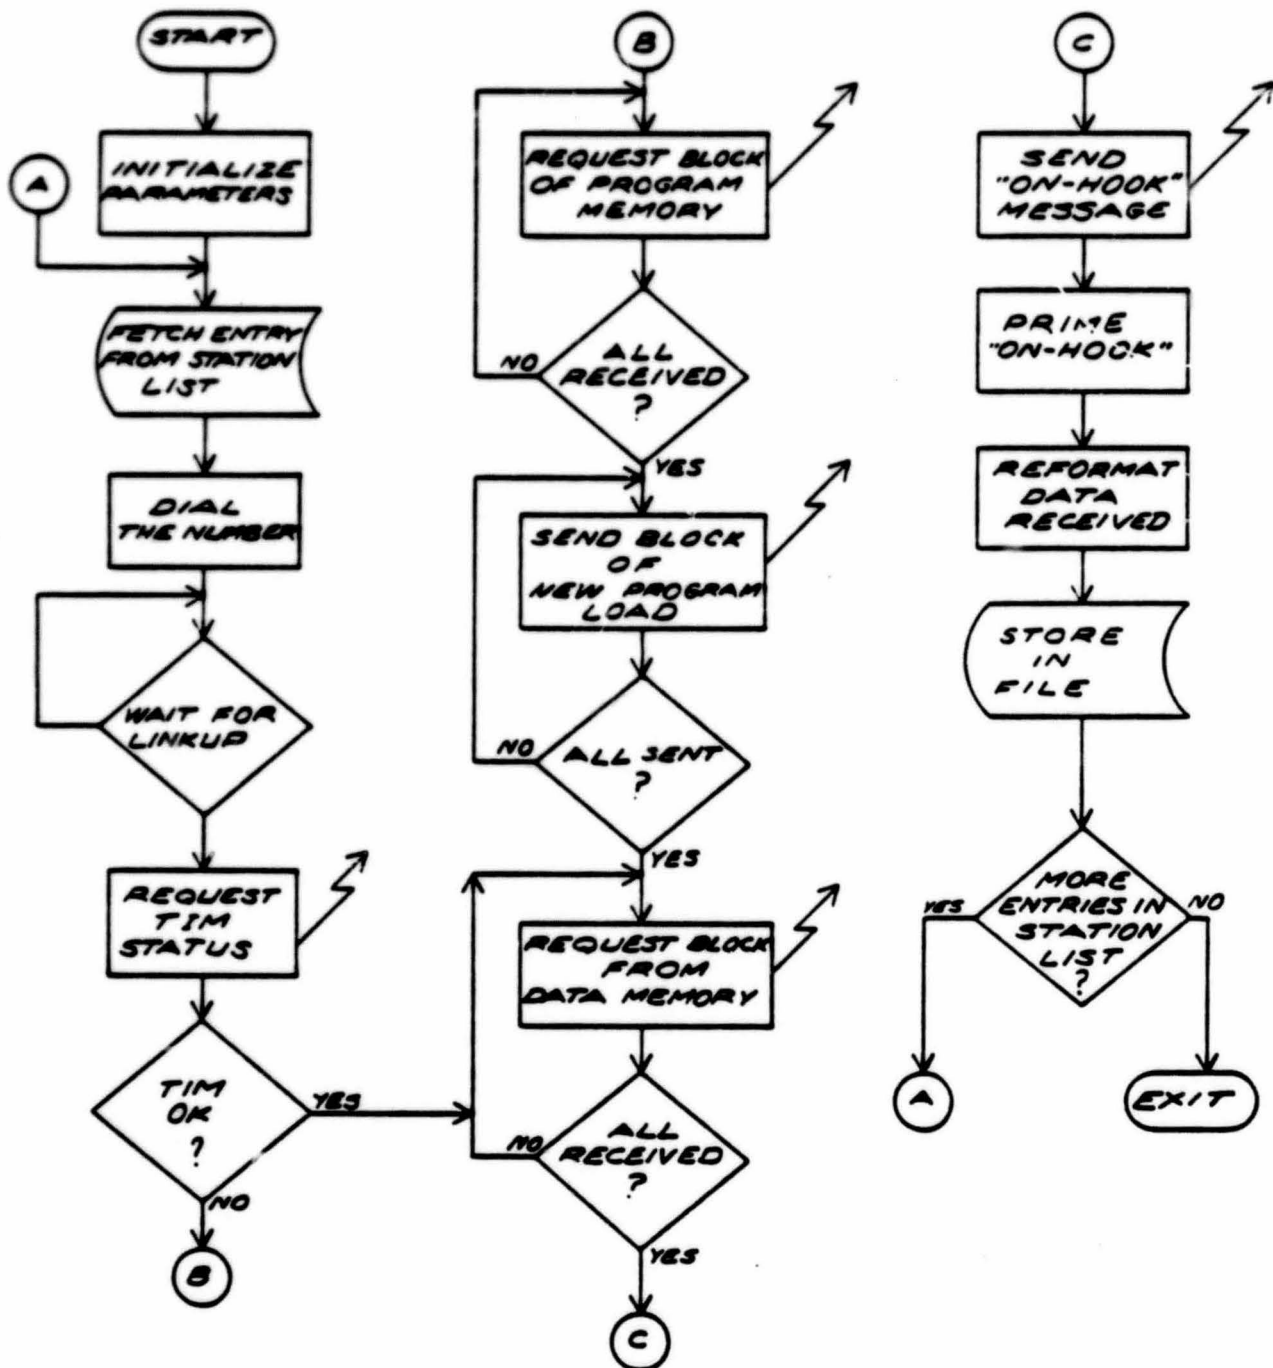 START
A
INITIALIZE
PARAMETERS
FETCH ENTRY
FROM STATION
LIST
DIAL
THE NUMBER
WAIT FOR
LINKUP
REQUEST
TIM
STATUS
TIM
OK
?
YES
NO
B
B
REQUEST BLOCK
OF PROGRAM
MEMORY
ALL
RECEIVED
?
NO
YES
SEND BLOCK
OF
NEW PROGRAM
LOAD
ALL SENT
?
NO
YES
REQUEST BLOCK
FROM
DATA MEMORY
ALL
RECEIVED
?
NO
YES
C
C
SEND
"ON-HOOK"
MESSAGE
PRIME
"ON-HOOK"
REFORMAT
DATA
RECEIVED
STORE
IN
FILE
MORE
ENTRIES IN
STATION
LIST
?
YES
NO
A
EXIT